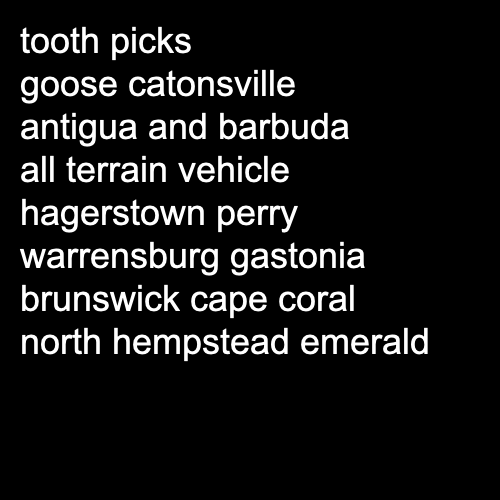 tooth picks
goose catonsville
antigua and barbuda
all terrain vehicle
hagerstown perry
warrensburg gastonia
brunswick cape coral
north hempstead emerald